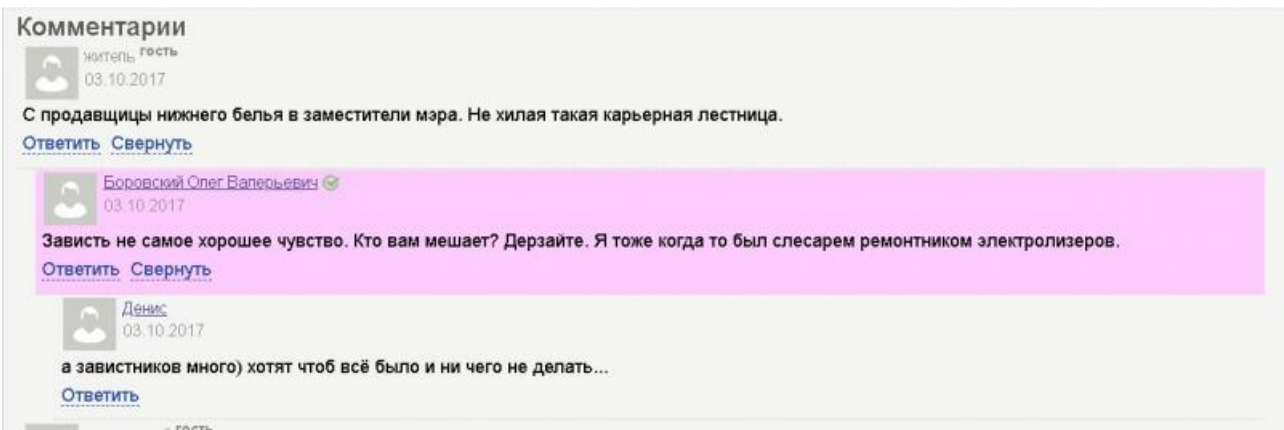 Комментарии
житель гость
03.10.2017
С продавщицы нижнего белья в заместители мэра. Не хилая такая карьерная лестница.
Ответить Свернуть
Боровский Олег Валерьевич
03.10.2017
Зависть не самое хорошее чувство. Кто вам мешает? Дерзайте. Я тоже когда то был слесарем ремонтником электролизеров.
Ответить Свернуть
Денис
03.10.2017
а завистников много) хотят чтоб всё было и ни чего не делать...
Ответить
гость